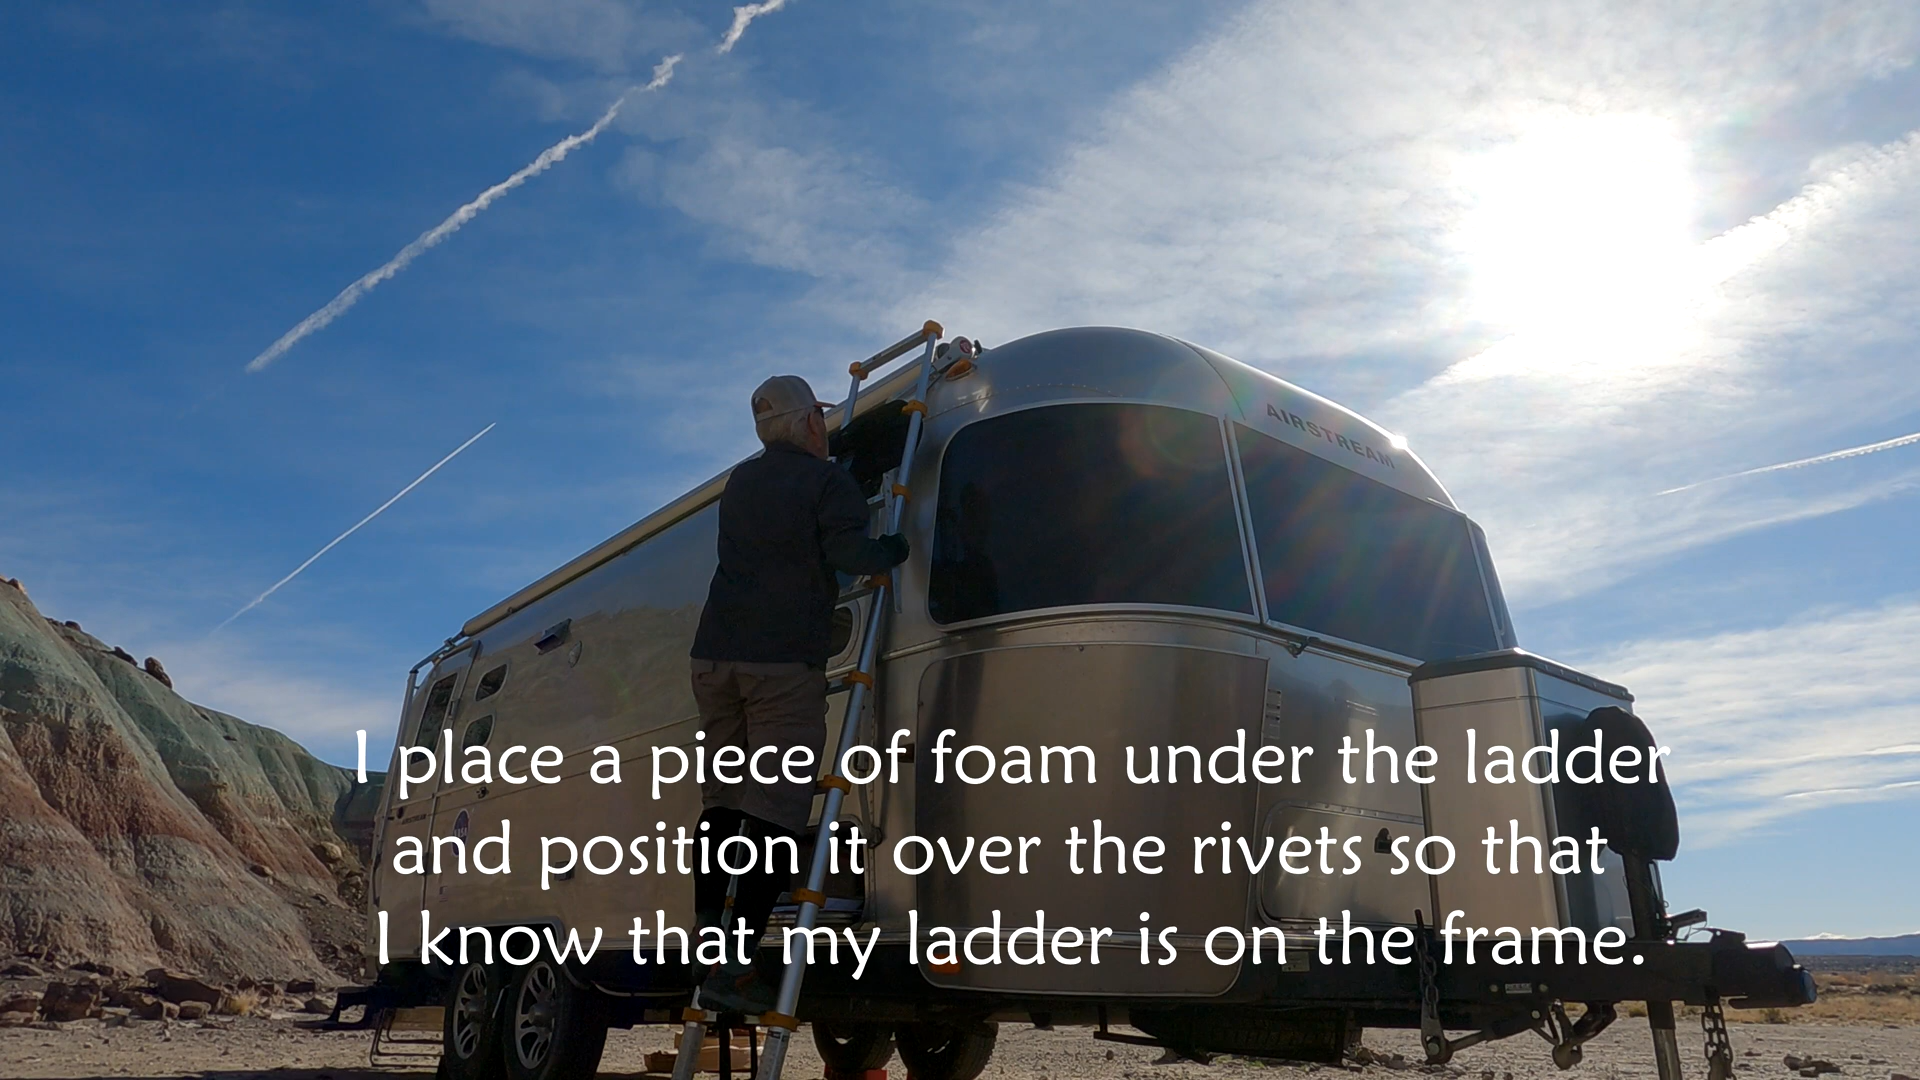 AIRSTREAM
I place a piece of foam under the ladder
and position it over the rivets so that
I know that my ladder is on the frame.